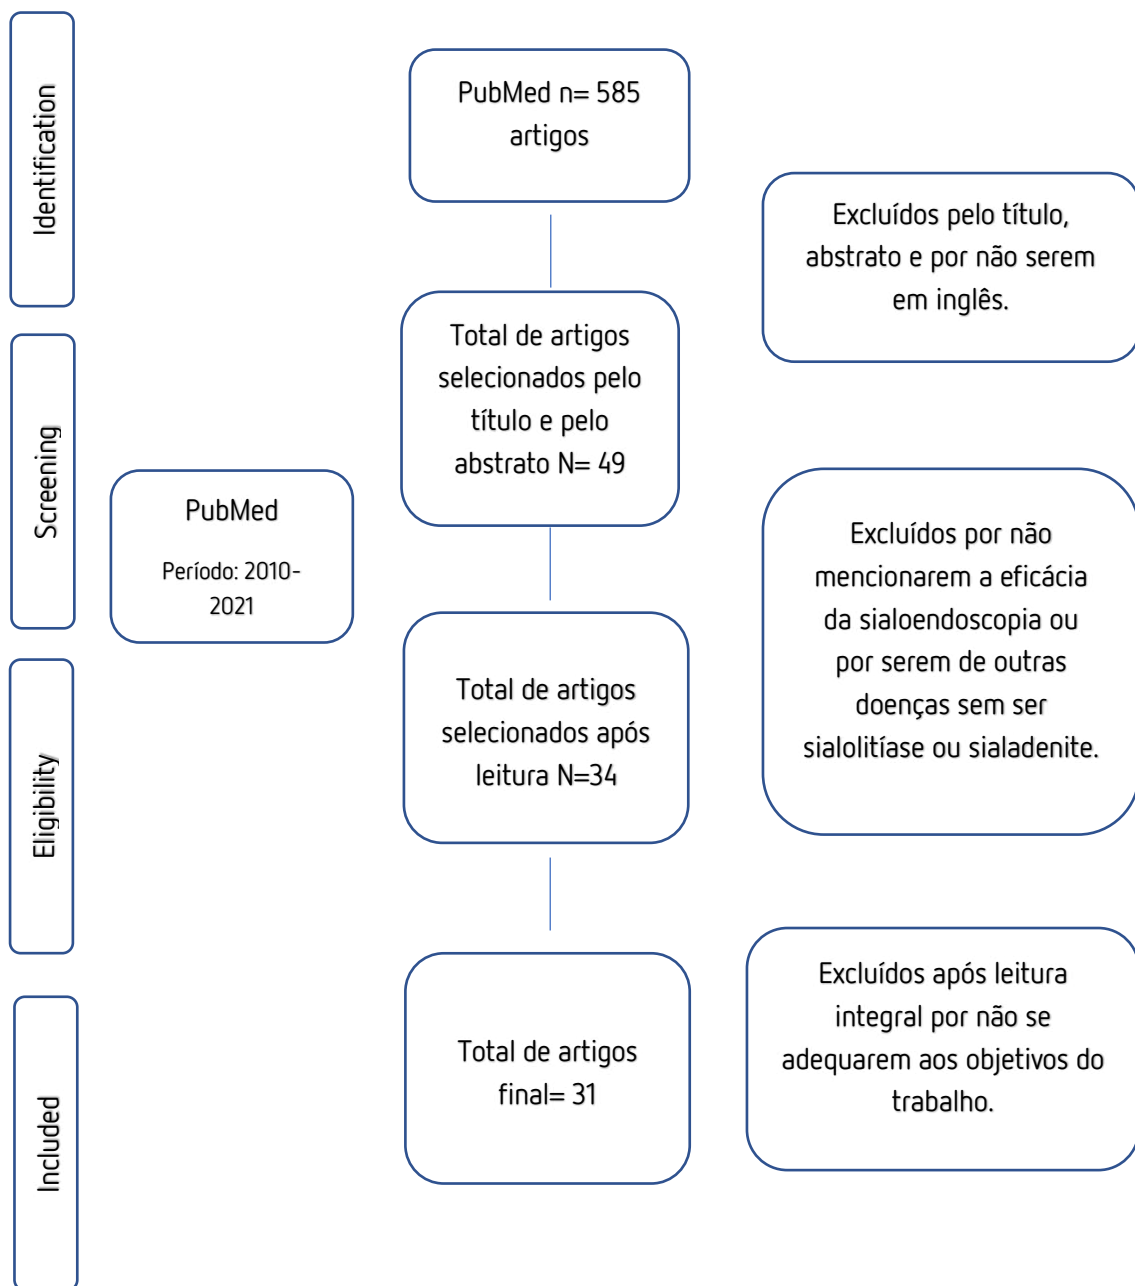 Identification
PubMed n= 585
artigos
Excluídos pelo título,
abstrato e por não serem
em inglês.
Screening
Total de artigos
selecionados pelo
título e pelo
abstrato N= 49
PubMed
Período: 2010-
2021
Excluídos por não
mencionarem a eficácia
da sialoendoscopia ou
por serem de outras
doenças sem ser
sialolitíase ou sialadenite.
Eligibility
Total de artigos
selecionados após
leitura N=34
Included
Total de artigos
final= 31
Excluídos após leitura
integral por não se
adequarem aos objetivos do
trabalho.